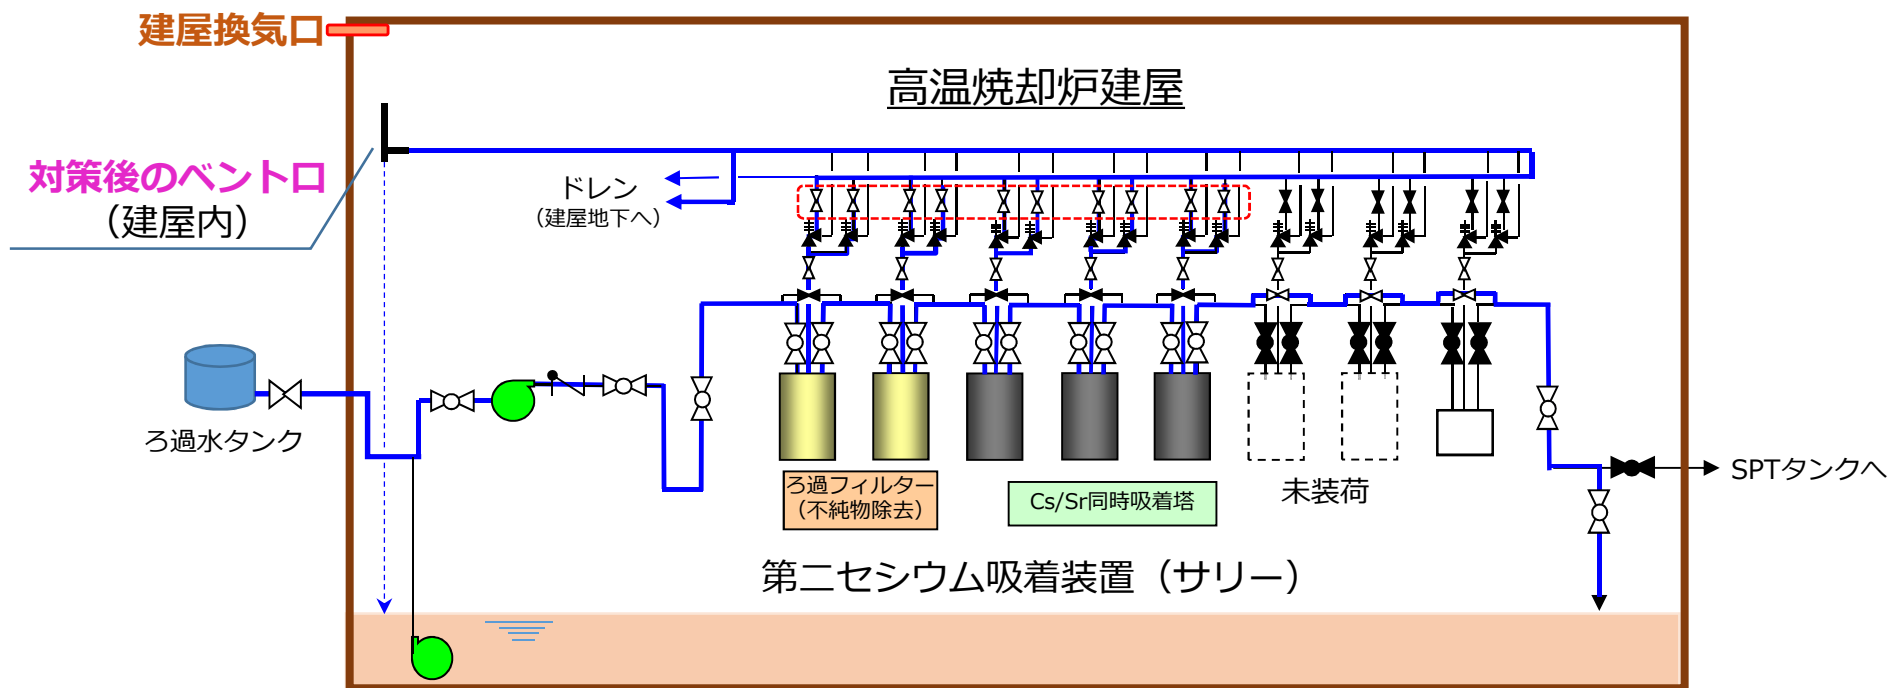 建屋換気口
高温焼却炉建屋
対策後のベント口
（建屋内）
ドレン
（建屋地下へ）
ろ過水タンク
ろ過フィルター
（不純物除去）
Cs/Sr同時吸着塔
未装荷
SPTタンクへ
第二セシウム吸着装置（サリー）